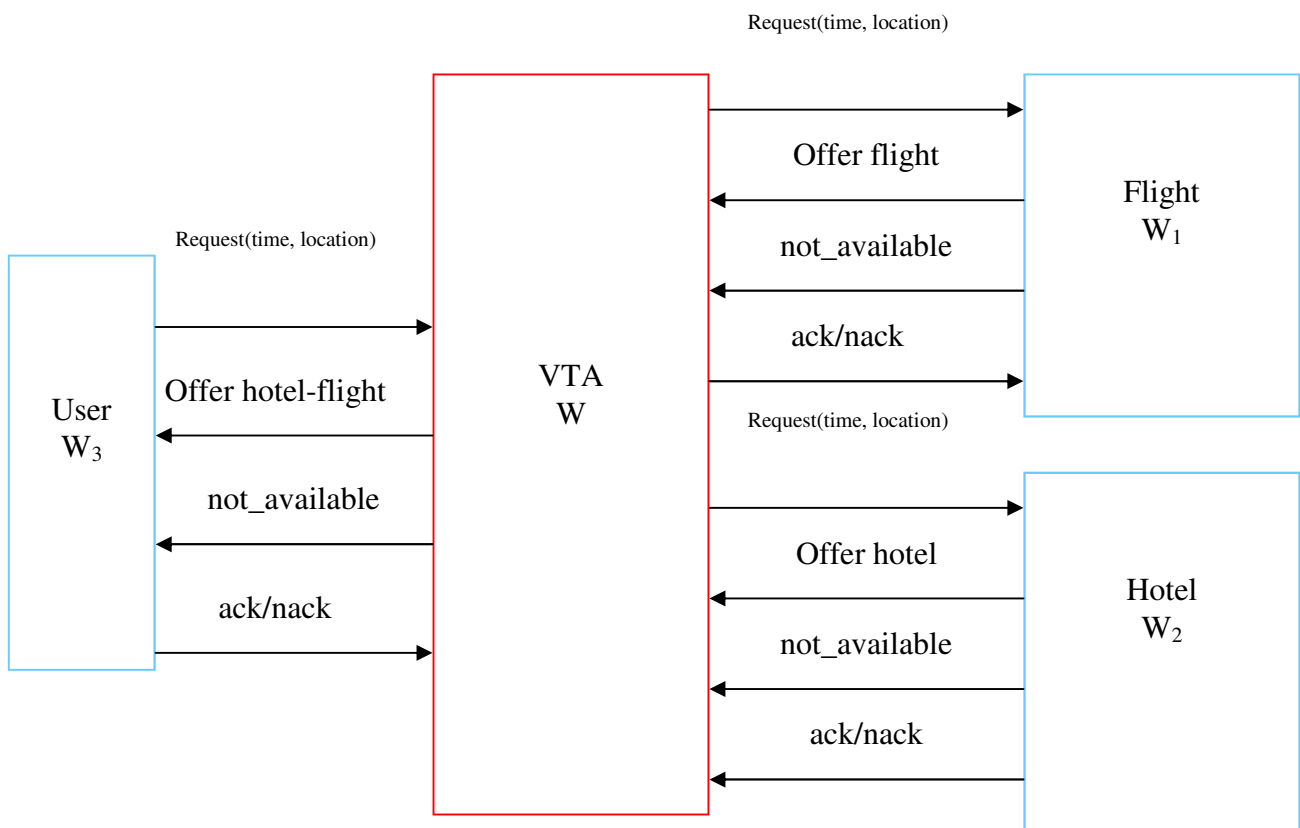 Request(time, location)
Offer flight
Flight
W₁
not_available
ack/nack
Request(time, location)
Request(time, location)
Offer hotel-flight
User
W₃
not_available
ack/nack
VTA
W
Offer hotel
Hotel
W₂
not_available
ack/nack